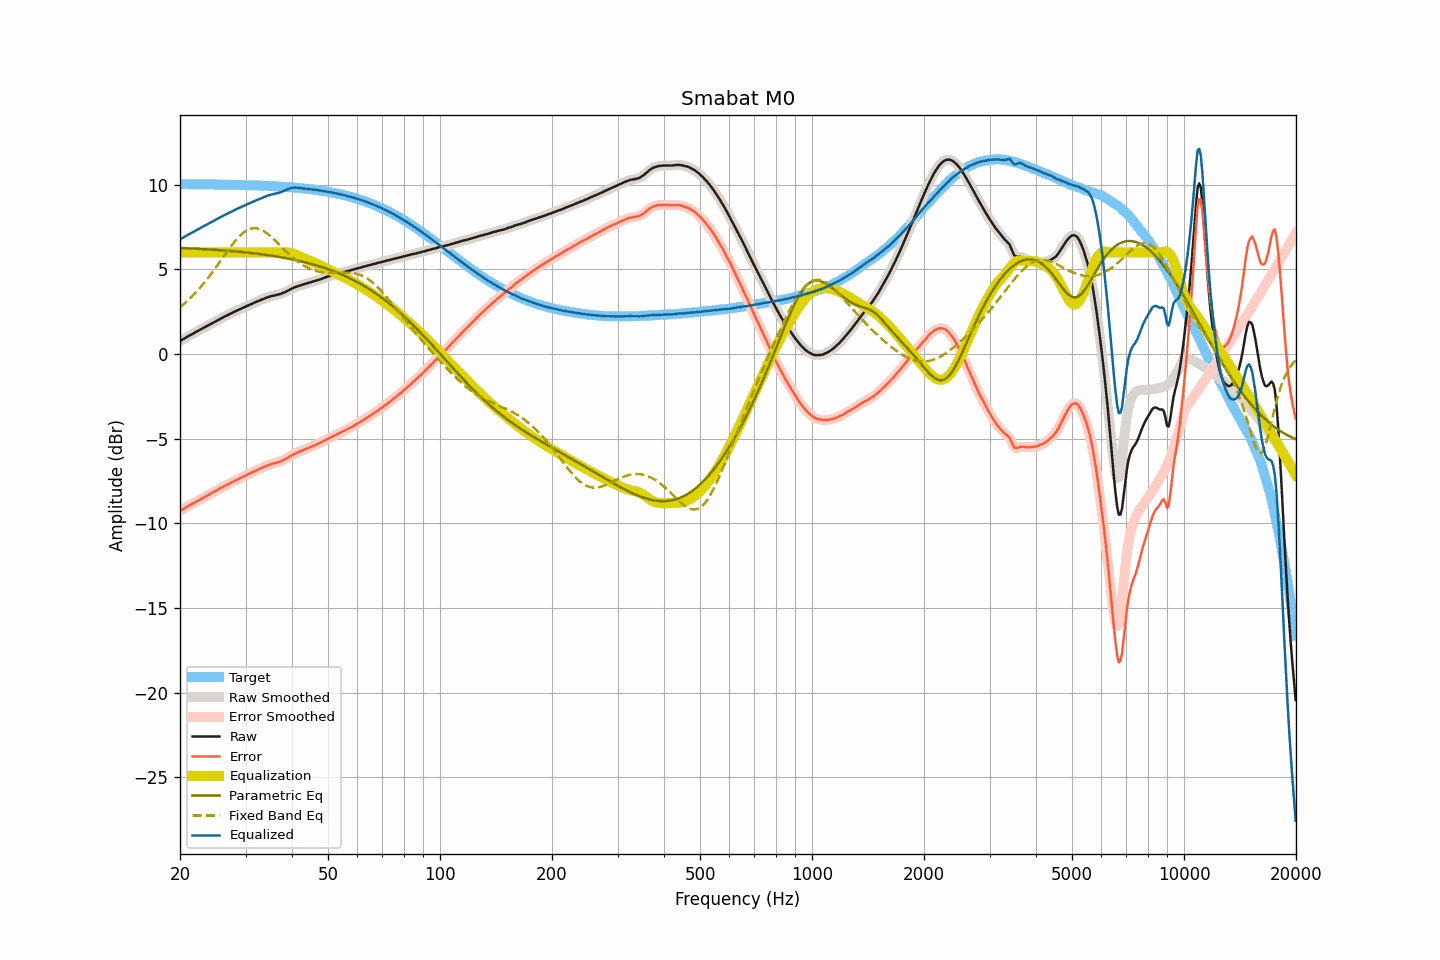 Smabat M0
Amplitude (dBr)
10
5
0
−5
−10
−15
−20
−25
Target
Raw Smoothed
Error Smoothed
Raw
Error
Equalization
Parametric Eq
Fixed Band Eq
Equalized
20 50 100 200 500 1000 2000 5000 10000 20000
Frequency (Hz)